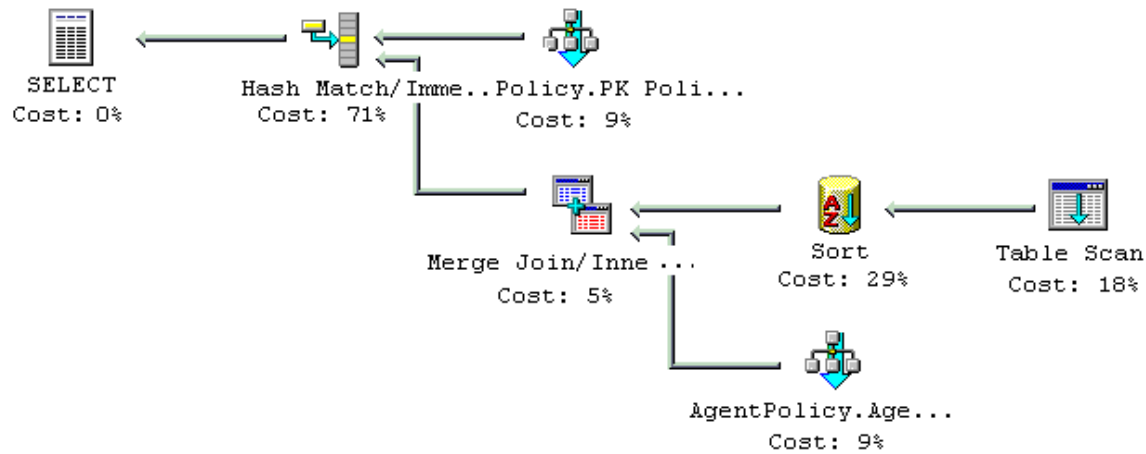 SELECT
Cost: 0%
Hash Match/Imme..
Cost: 71%
Policy.PK Poli...
Cost: 9%
Merge Join/Inne ...
Cost: 5%
Sort
Cost: 29%
Table Scan
Cost: 18%
AgentPolicy.Age...
Cost: 9%